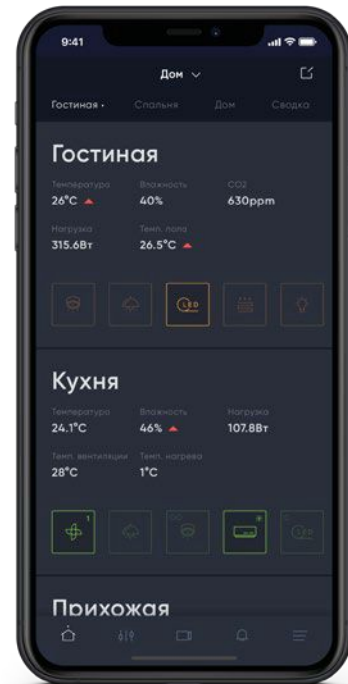 9:41
Дом
Гостиная Спальня Дом Сводка
Гостиная
Температура Влажность CO2
26°C 40% 630ppm
Нагрузка Темп. пола
315.6Вт 26.5°C
LED
Кухня
Температура Влажность Нагрузка
24.1°C 46% 107.8Вт
Темп. вентиляции Темп. нагрева
28°C 1°C
1
LED
Прихожая